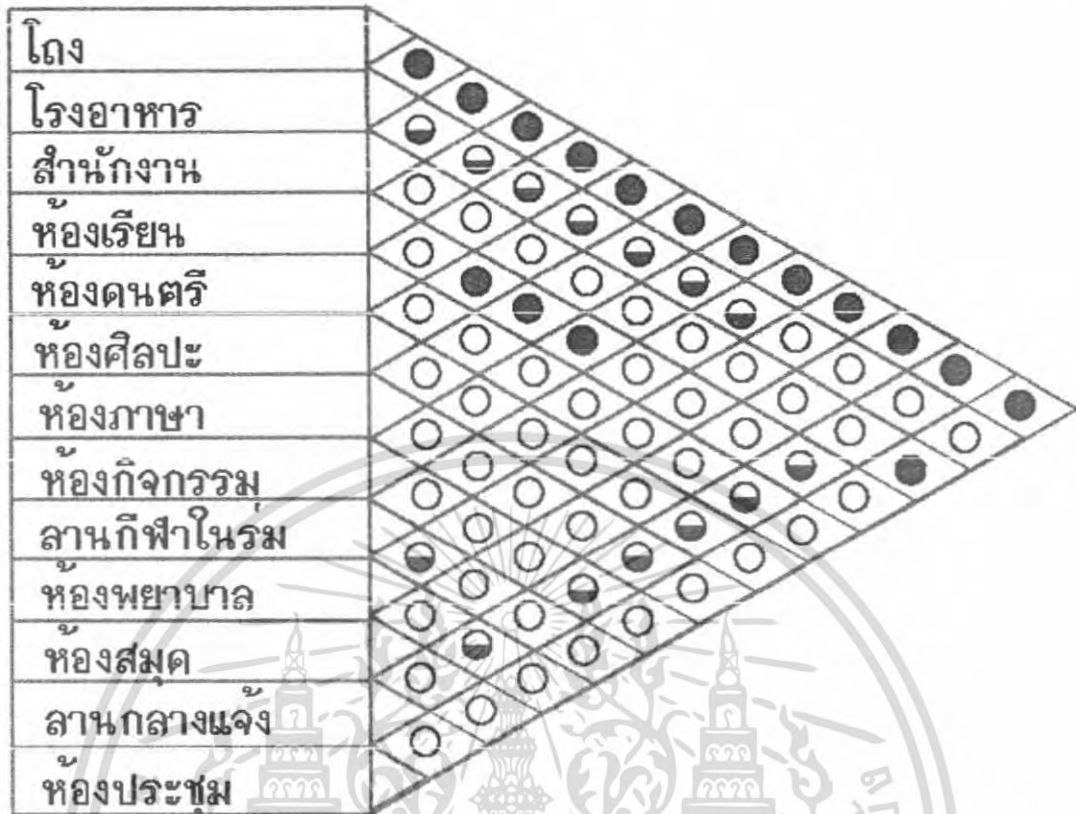 โถง
โรงอาหาร
สำนักงาน
ห้องเรียน
ห้องดนตรี
ห้องศิลปะ
ห้องภาษา
ห้องกิจกรรม
ลานกีฬาในร่ม
ห้องพยาบาล
ห้องสมุด
ลานกลางแจ้ง
ห้องประชุม